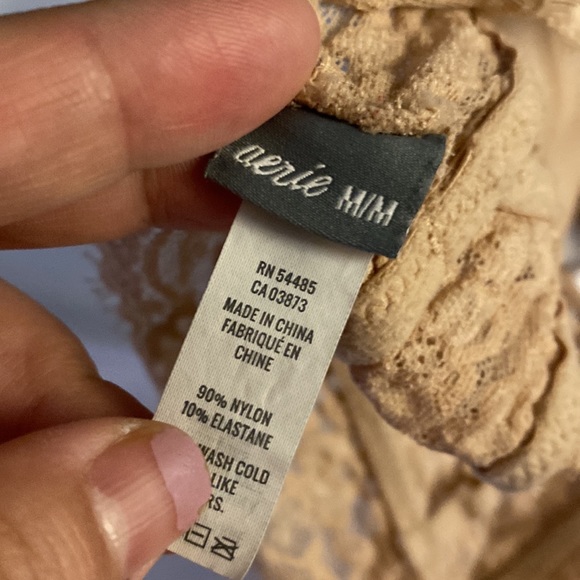 aerie M/M
RN 54485
CA 03873
MADE IN CHINA
FABRIQUÉ EN
CHINE
90% NYLON
10% ELASTANE
WASH COLD
LIKE
RS.